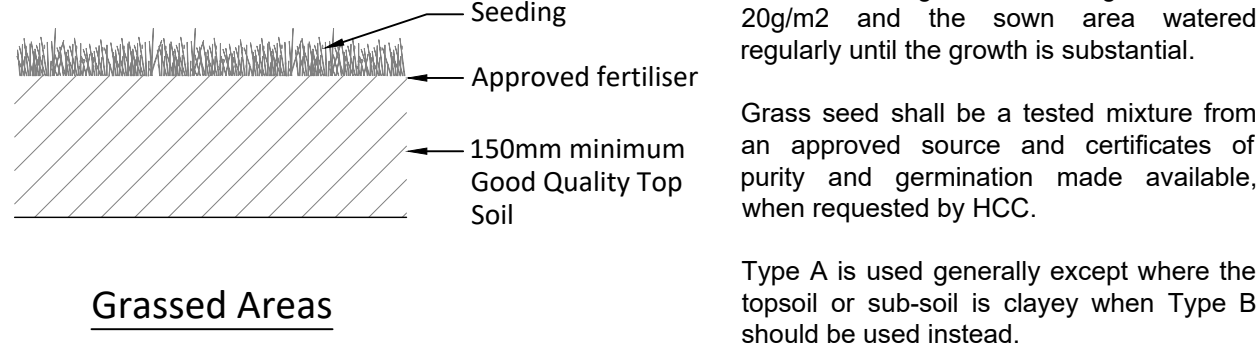 Seeding
Approved fertiliser
150mm minimum
Good Quality Top
Soil
Grassed Areas
20g/m2 and the sown area watered
regularly until the growth is substantial.
Grass seed shall be a tested mixture from
an approved source and certificates of
purity and germination made available,
when requested by HCC.
Type A is used generally except where the
topsoil or sub-soil is clayey when Type B
should be used instead.